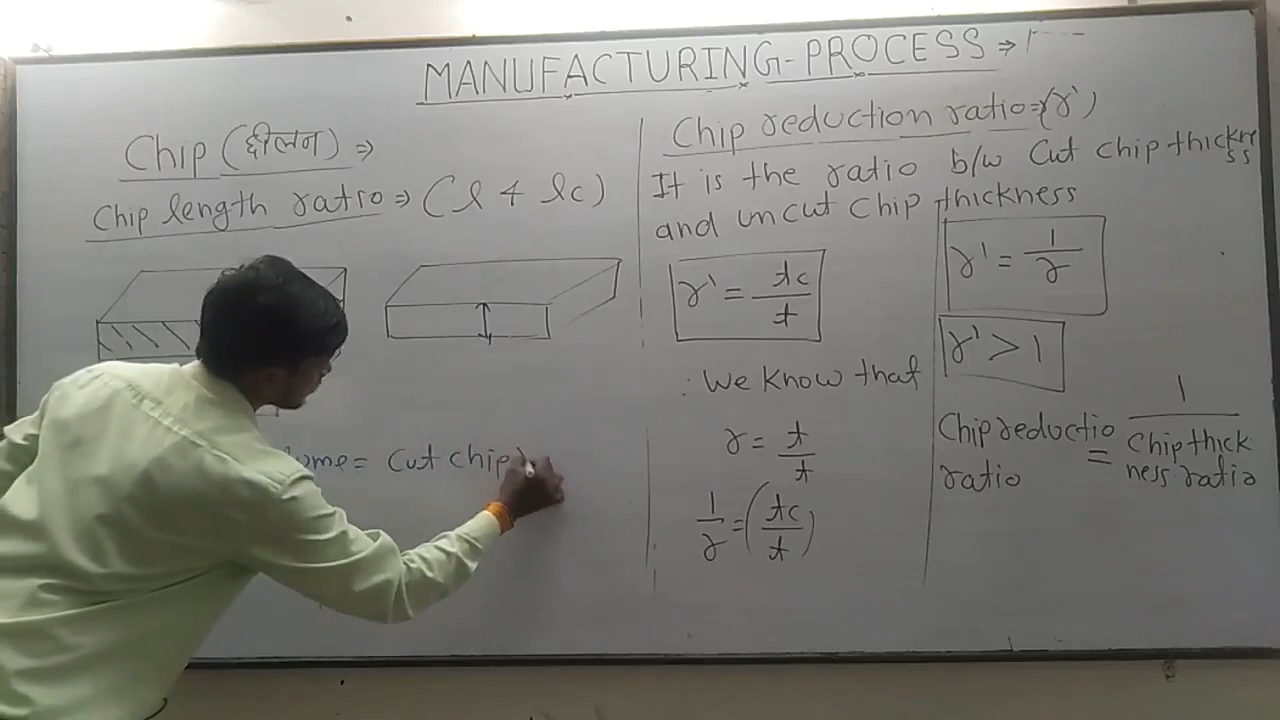 MANUFACTURING-PROCESS ⇒
Chip (छीलन) ⇒
Chip length ratio ⇒ (l & lc)
= Cut chip
Chip reduction ratio ⇒ (r')
It is the ratio b/w Cut chip thickness
and uncut chip thickness
r' = tc/t
We know that
r = t/t
1/r = (tc/t)
r' = 1/r
r' > 1
Chip reductio ratio = 1/Chip thickness ratio